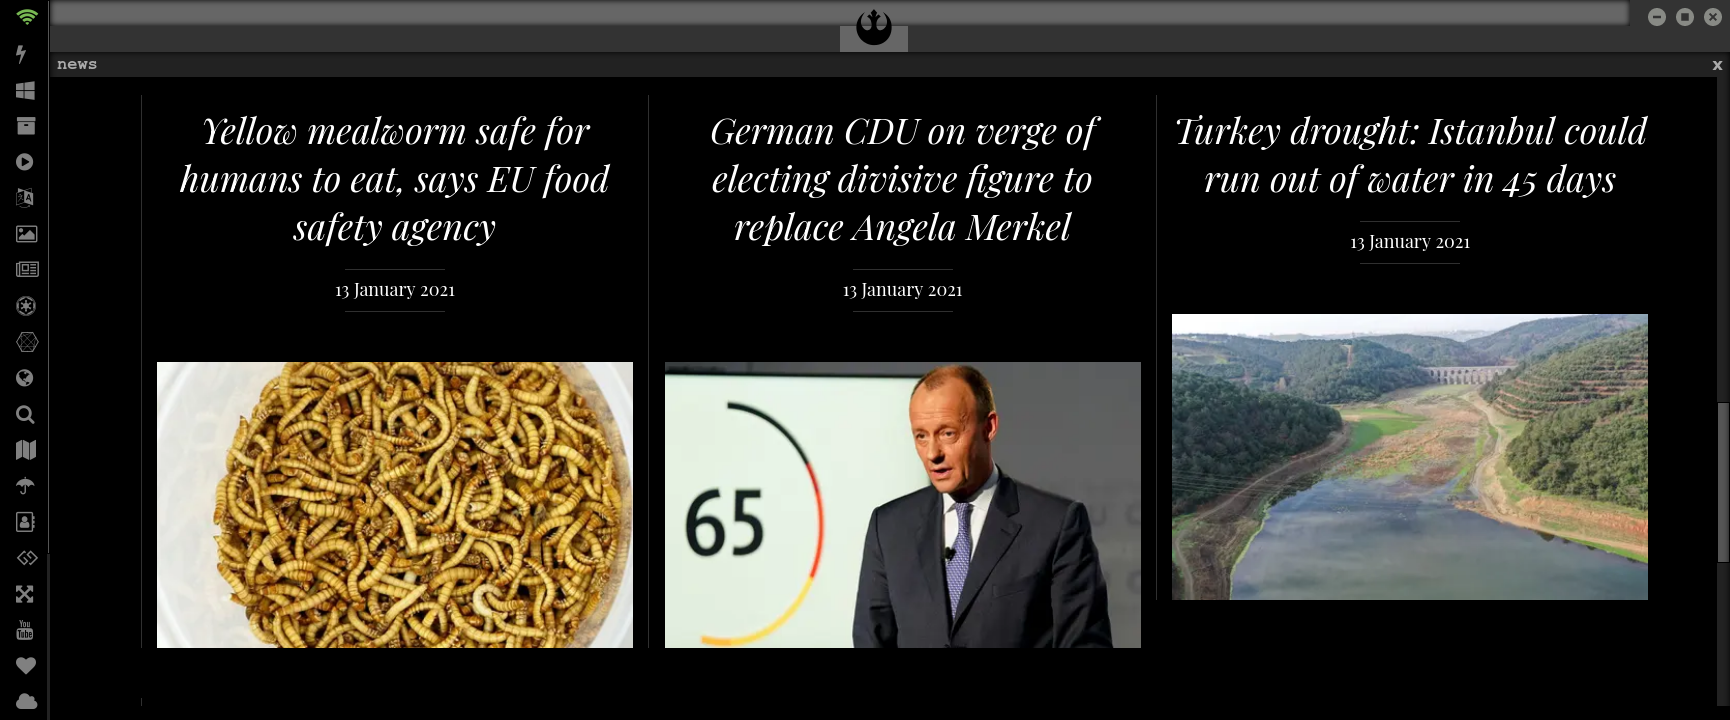 news
x
Yellow mealworm safe for
humans to eat, says EU food
safety agency
13 January 2021
German CDU on verge of
electing divisive figure to
replace Angela Merkel
13 January 2021
65
Turkey drought: Istanbul could
run out of water in 45 days
13 January 2021
You
Tube